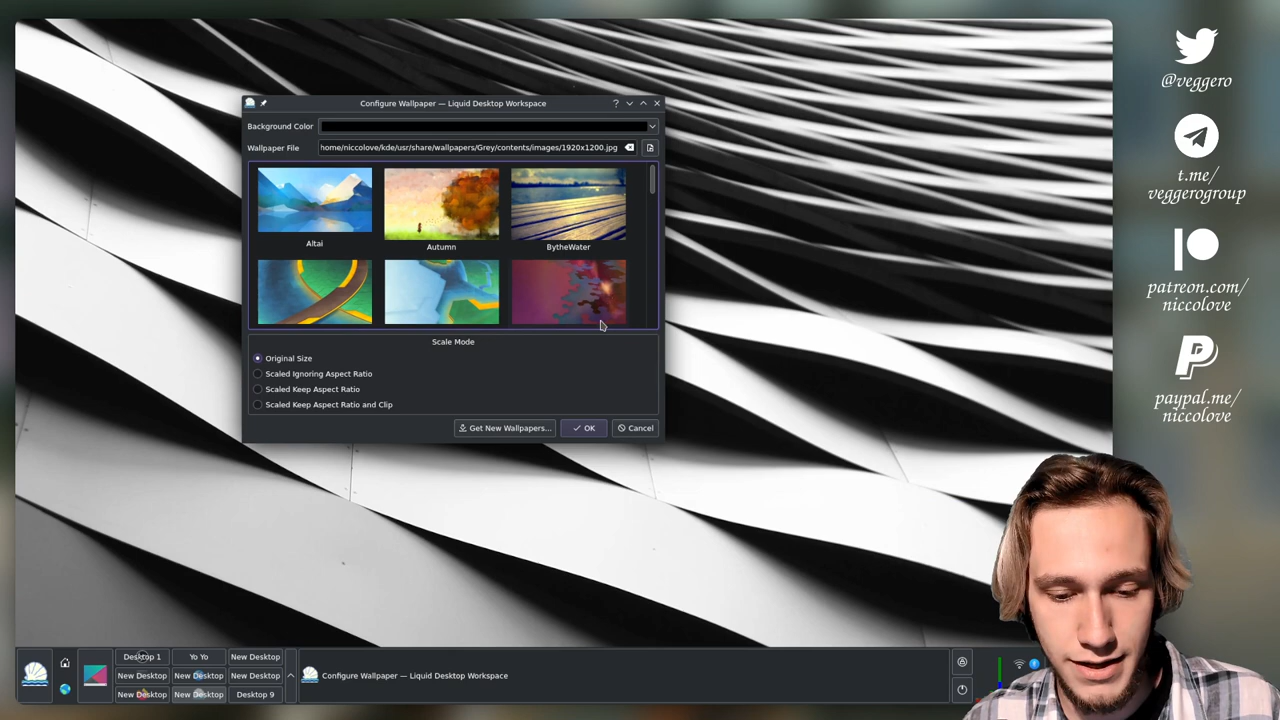 Configure Wallpaper — Liquid Desktop Workspace
Background Color
Wallpaper File
home/niccolove/kde/usr/share/wallpapers/Grey/contents/images/1920x1200.jpg
Altai
Autumn
BytheWater
Scale Mode
Original Size
Scaled Ignoring Aspect Ratio
Scaled Keep Aspect Ratio
Scaled Keep Aspect Ratio and Clip
Get New Wallpapers...
OK
Cancel
@veggero
t.me/
veggerogroup
patreon.com/
niccolove
paypal.me/
niccolove
Desktop 1
Yo Yo
New Desktop
New Desktop
New Desktop
New Desktop
New Desktop
New Desktop
Desktop 9
Configure Wallpaper — Liquid Desktop Workspace